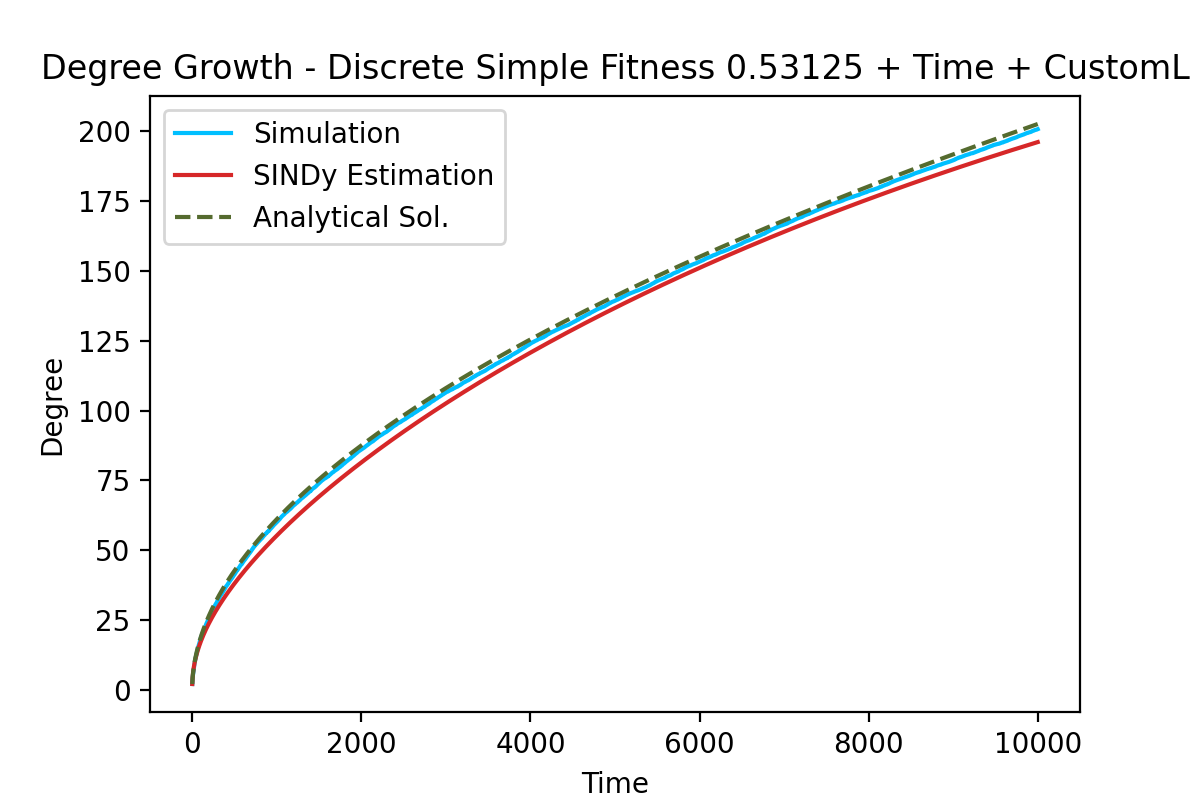 Degree Growth - Discrete Simple Fitness 0.53125 + Time + CustomL
Simulation
SINDy Estimation
Analytical Sol.
200
175
150
125
100
75
50
25
0
Degree
0 2000 4000 6000 8000 10000
Time